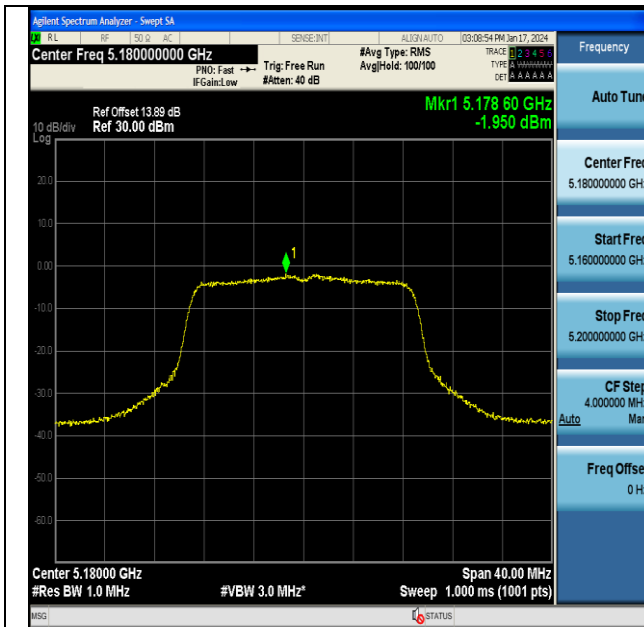 Agilent Spectrum Analyzer - Swept SA
RL RF 50 Ω AC SENSE:INT ALIGN AUTO 03:08:54 PM Jan 17, 2024
Center Freq 5.180000000 GHz
PNO: Fast
IFGain:Low
Trig: Free Run
#Atten: 40 dB
#Avg Type: RMS
Avg|Hold: 100/100
TRACE 1 2 3 4 5 6
TYPE A
DET A A A A A A
Frequency
Ref Offset 13.89 dB
10 dB/div Ref 30.00 dBm
Log
Mkr1 5.178 60 GHz
-1.950 dBm
20.0
10.0
0.00
-10.0
-20.0
-30.0
-40.0
-50.0
-60.0
1
Center 5.18000 GHz
Span 40.00 MHz
#Res BW 1.0 MHz
#VBW 3.0 MHz*
Sweep 1.000 ms (1001 pts)
MSG
STATUS
Auto Tune
Center Freq
5.180000000 GHz
Start Freq
5.160000000 GHz
Stop Freq
5.200000000 GHz
CF Step
4.000000 MHz
Auto Man
Freq Offset
0 Hz